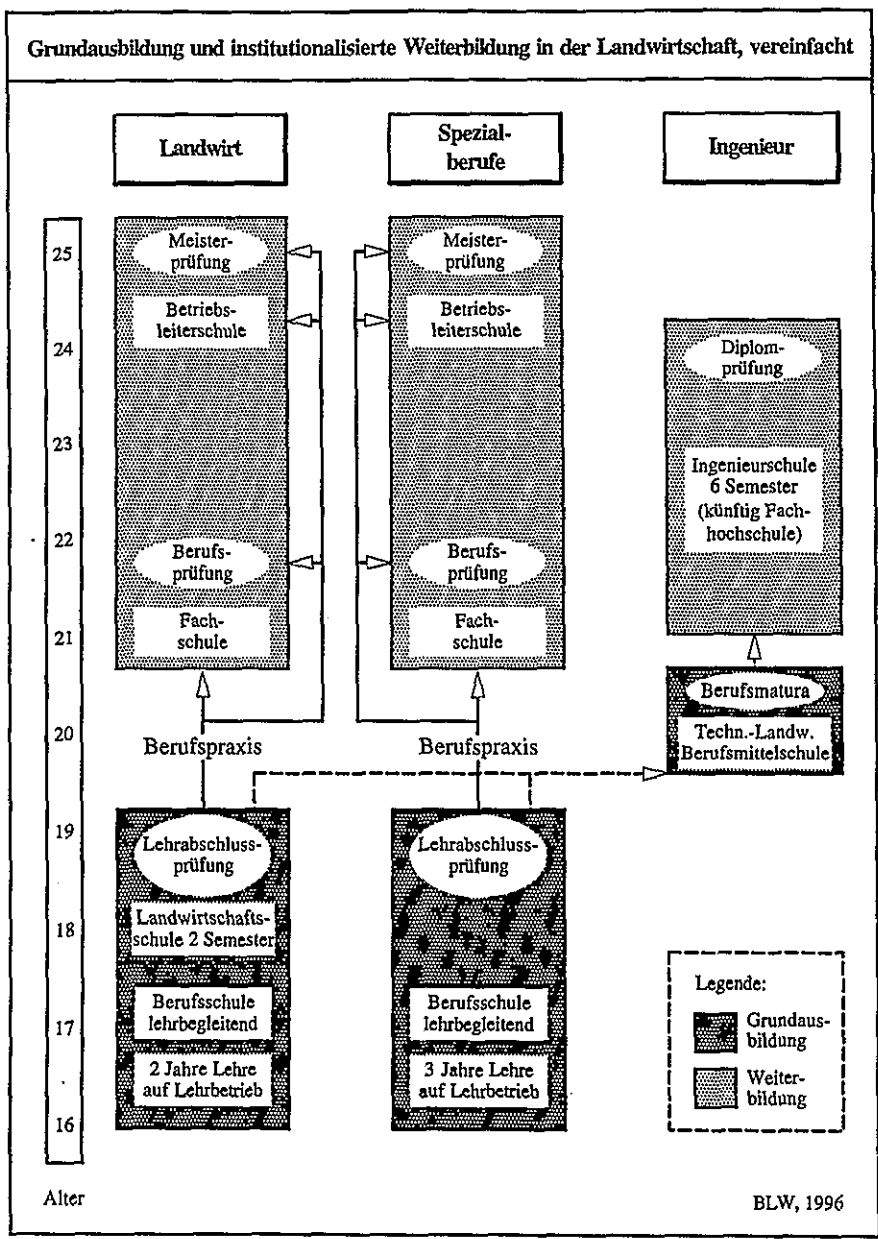 Grundausbildung und institutionalisierte Weiterbildung in der Landwirtschaft, vereinfacht
Landwirt
Spezial-
berufe
Ingenieur
25
24
23
22
21
20
19
18
17
16
Alter
Meister-
prüfung
Betriebs-
leiterschule
Berufs-
prüfung
Fach-
schule
Berufspraxis
Lehrabschluss-
prüfung
Landwirtschafts-
schule 2 Semester
Berufsschule
lehrbegleitend
2 Jahre Lehre
auf Lehrbetrieb
Meister-
prüfung
Betriebs-
leiterschule
Berufs-
prüfung
Fach-
schule
Berufspraxis
Lehrabschluss-
prüfung
Berufsschule
lehrbegleitend
3 Jahre Lehre
auf Lehrbetrieb
Diplom-
prüfung
Ingenieurschule
6 Semester
(künftig Fach-
hochschule)
Berufsmatura
Techn.-Landw.
Berufsmittelschule
Legende:
Grundaus-
bildung
Weiter-
bildung
BLW, 1996